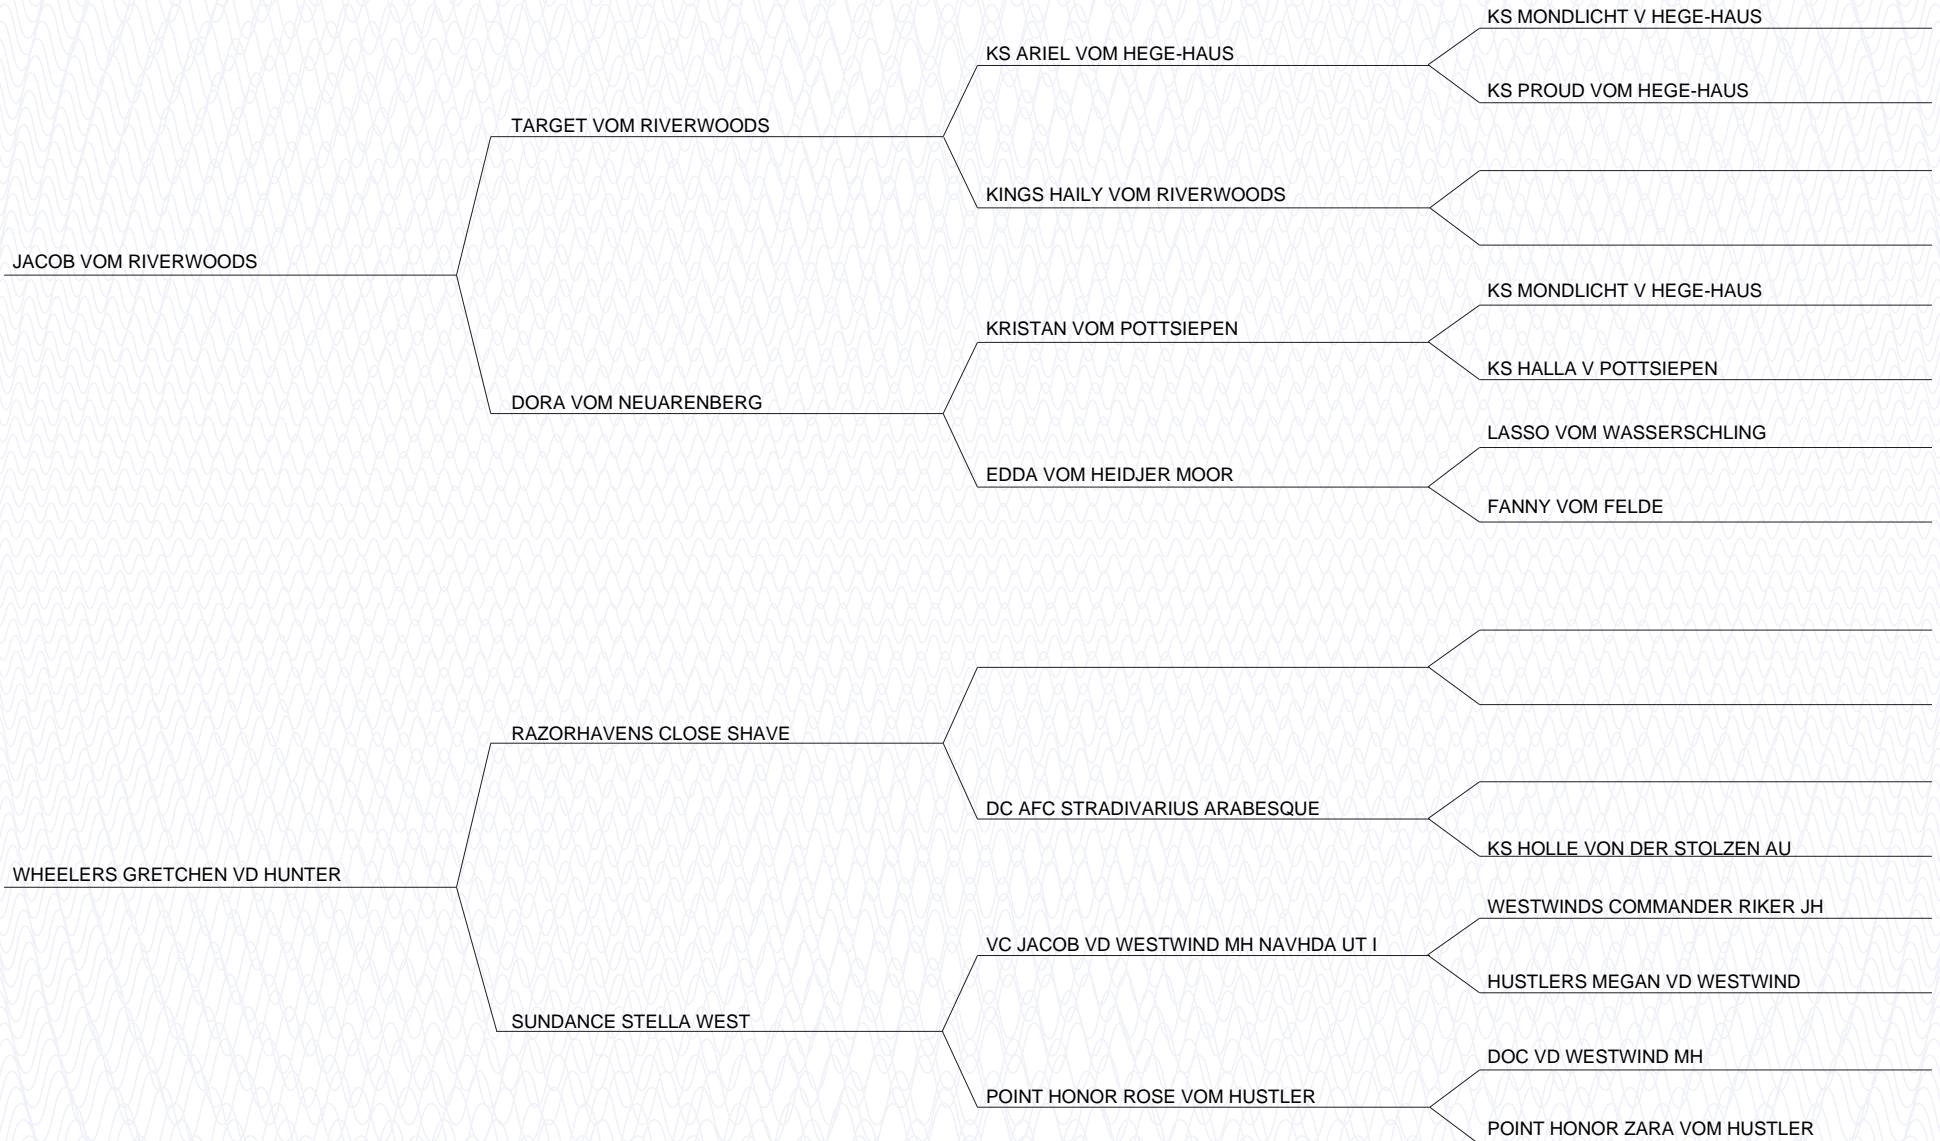 KS MONDLICHT V HEGE-HAUS
KS ARIEL VOM HEGE-HAUS
KS PROUD VOM HEGE-HAUS
TARGET VOM RIVERWOODS
KINGS HAILY VOM RIVERWOODS
JACOB VOM RIVERWOODS
KS MONDLICHT V HEGE-HAUS
KRISTAN VOM POTTSIEPEN
KS HALLA V POTTSIEPEN
DORA VOM NEUARENBERG
LASSO VOM WASSERSCHLING
EDDA VOM HEIDJER MOOR
FANNY VOM FELDE
RAZORHAVENS CLOSE SHAVE
DC AFC STRADIVARIUS ARABESQUE
KS HOLLE VON DER STOLZEN AU
WHEELERS GRETCHEN VD HUNTER
WESTWINDS COMMANDER RIKER JH
VC JACOB VD WESTWIND MH NAVHDA UT I
HUSTLERS MEGAN VD WESTWIND
SUNDANCE STELLA WEST
DOC VD WESTWIND MH
POINT HONOR ROSE VOM HUSTLER
POINT HONOR ZARA VOM HUSTLER